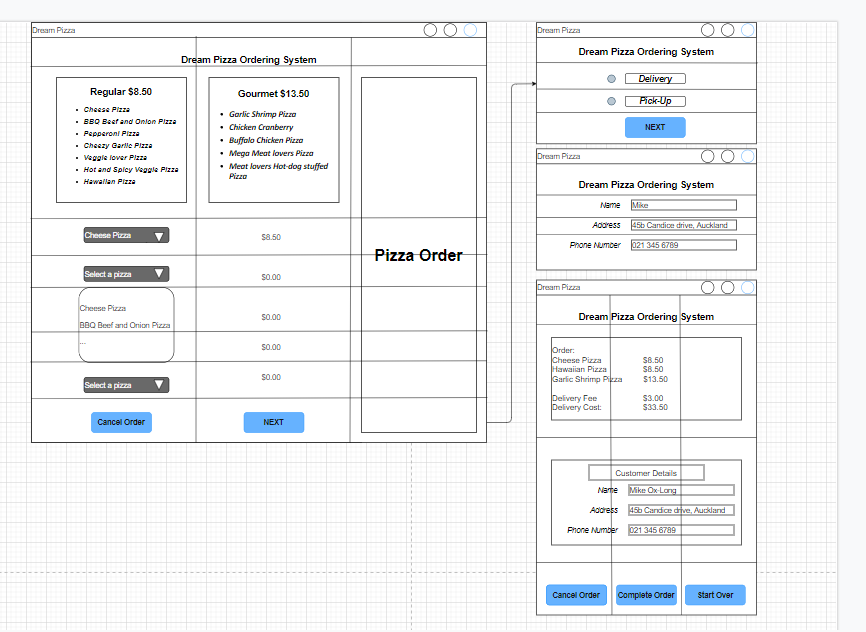 Dream Pizza
Dream Pizza Ordering System
Regular $8.50
Cheese Pizza
BBQ Beef and Onion Pizza
Pepperoni Pizza
Cheezy Garlic Pizza
Veggie lover Pizza
Hot and Spicy Veggie Pizza
Hawaiian Pizza
Gourmet $13.50
Garlic Shrimp Pizza
Chicken Cranberry
Buffalo Chicken Pizza
Mega Meat lovers Pizza
Meat lovers Hot-dog stuffed
Pizza
Cheese Pizza
$8.50
Select a pizza
$0.00
Cheese Pizza
$0.00
BBQ Beef and Onion Pizza
...
$0.00
Select a pizza
$0.00
Cancel Order
NEXT
Pizza Order
Dream Pizza
Dream Pizza Ordering System
Delivery
Pick-Up
NEXT
Dream Pizza
Dream Pizza Ordering System
Name Mike
Address 45b Candice drive, Auckland
Phone Number 021 345 6789
Dream Pizza
Dream Pizza Ordering System
Order:
Cheese Pizza $8.50
Hawaiian Pizza $8.50
Garlic Shrimp Pizza $13.50
Delivery Fee $3.00
Delivery Cost: $33.50
Customer Details
Name Mike Ox-Long
Address 45b Candice drive, Auckland
Phone Number 021 345 6789
Cancel Order
Complete Order
Start Over